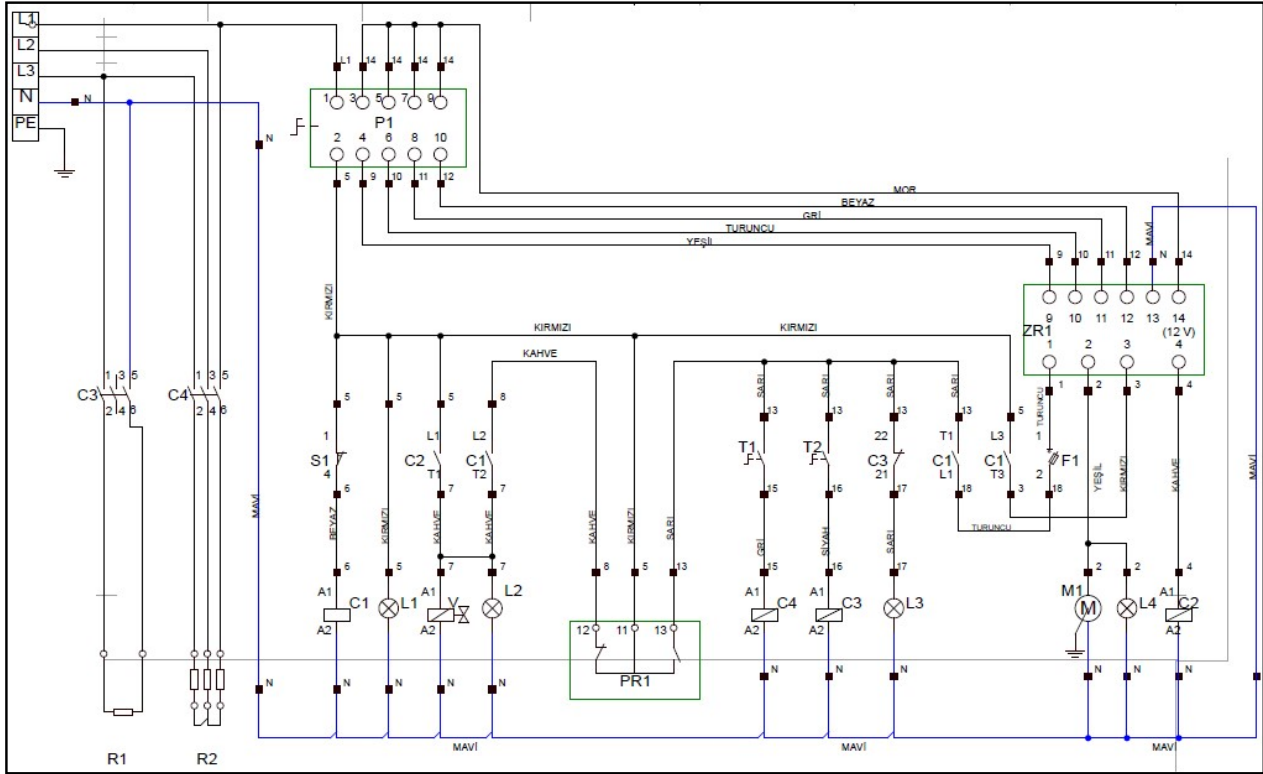 L1
L2
L3
N N
PE
N
L1 14 14 14 14
1 3 5 7 9
P1
2 4 6 8 10
5 9 10 11 12
MOR
BEYAZ
GRİ
TURUNCU
YEŞİL
MAVİ
9 10 11 12 N 14
9 10 11 12 13 14
ZR1 (12 V)
1 2 3 4
1 2 3 4
KIRMIZI
KIRMIZI KIRMIZI
KAHVE
1 3 5
C3
2 4 6
1 3 5
C4
2 4 6
5 5 5 8
SARI SARI SARI SARI
13 13 13 13 5
TURUNCU
1 L1 L2
S1 C2 C1
4 T1 T2
6 5 7 7
T1 T2
22
C3
21
T1 L3 1
C1 C1 F1
L1 T3 2
15 16 17 18 3 18
YEŞİL KIRMIZI KAHVE
MAVİ
MAVİ
BEYAZ KIRMIZI KAHVE KAHVE
KAHVE KIRMIZI SARI
GRİ SİYAH SARI
TURUNCU
6 5 7 7 8 5 13 15 16 17 2 2 4
A1 C1 L1 A1 V L2
A2 A2
A1 C4 A1 C3 L3
A2 A2
M1 M L4 A1 C2
A2
12 11 13
PR1
N N N N N N N N N N
MAVİ MAVİ MAVİ
R1 R2